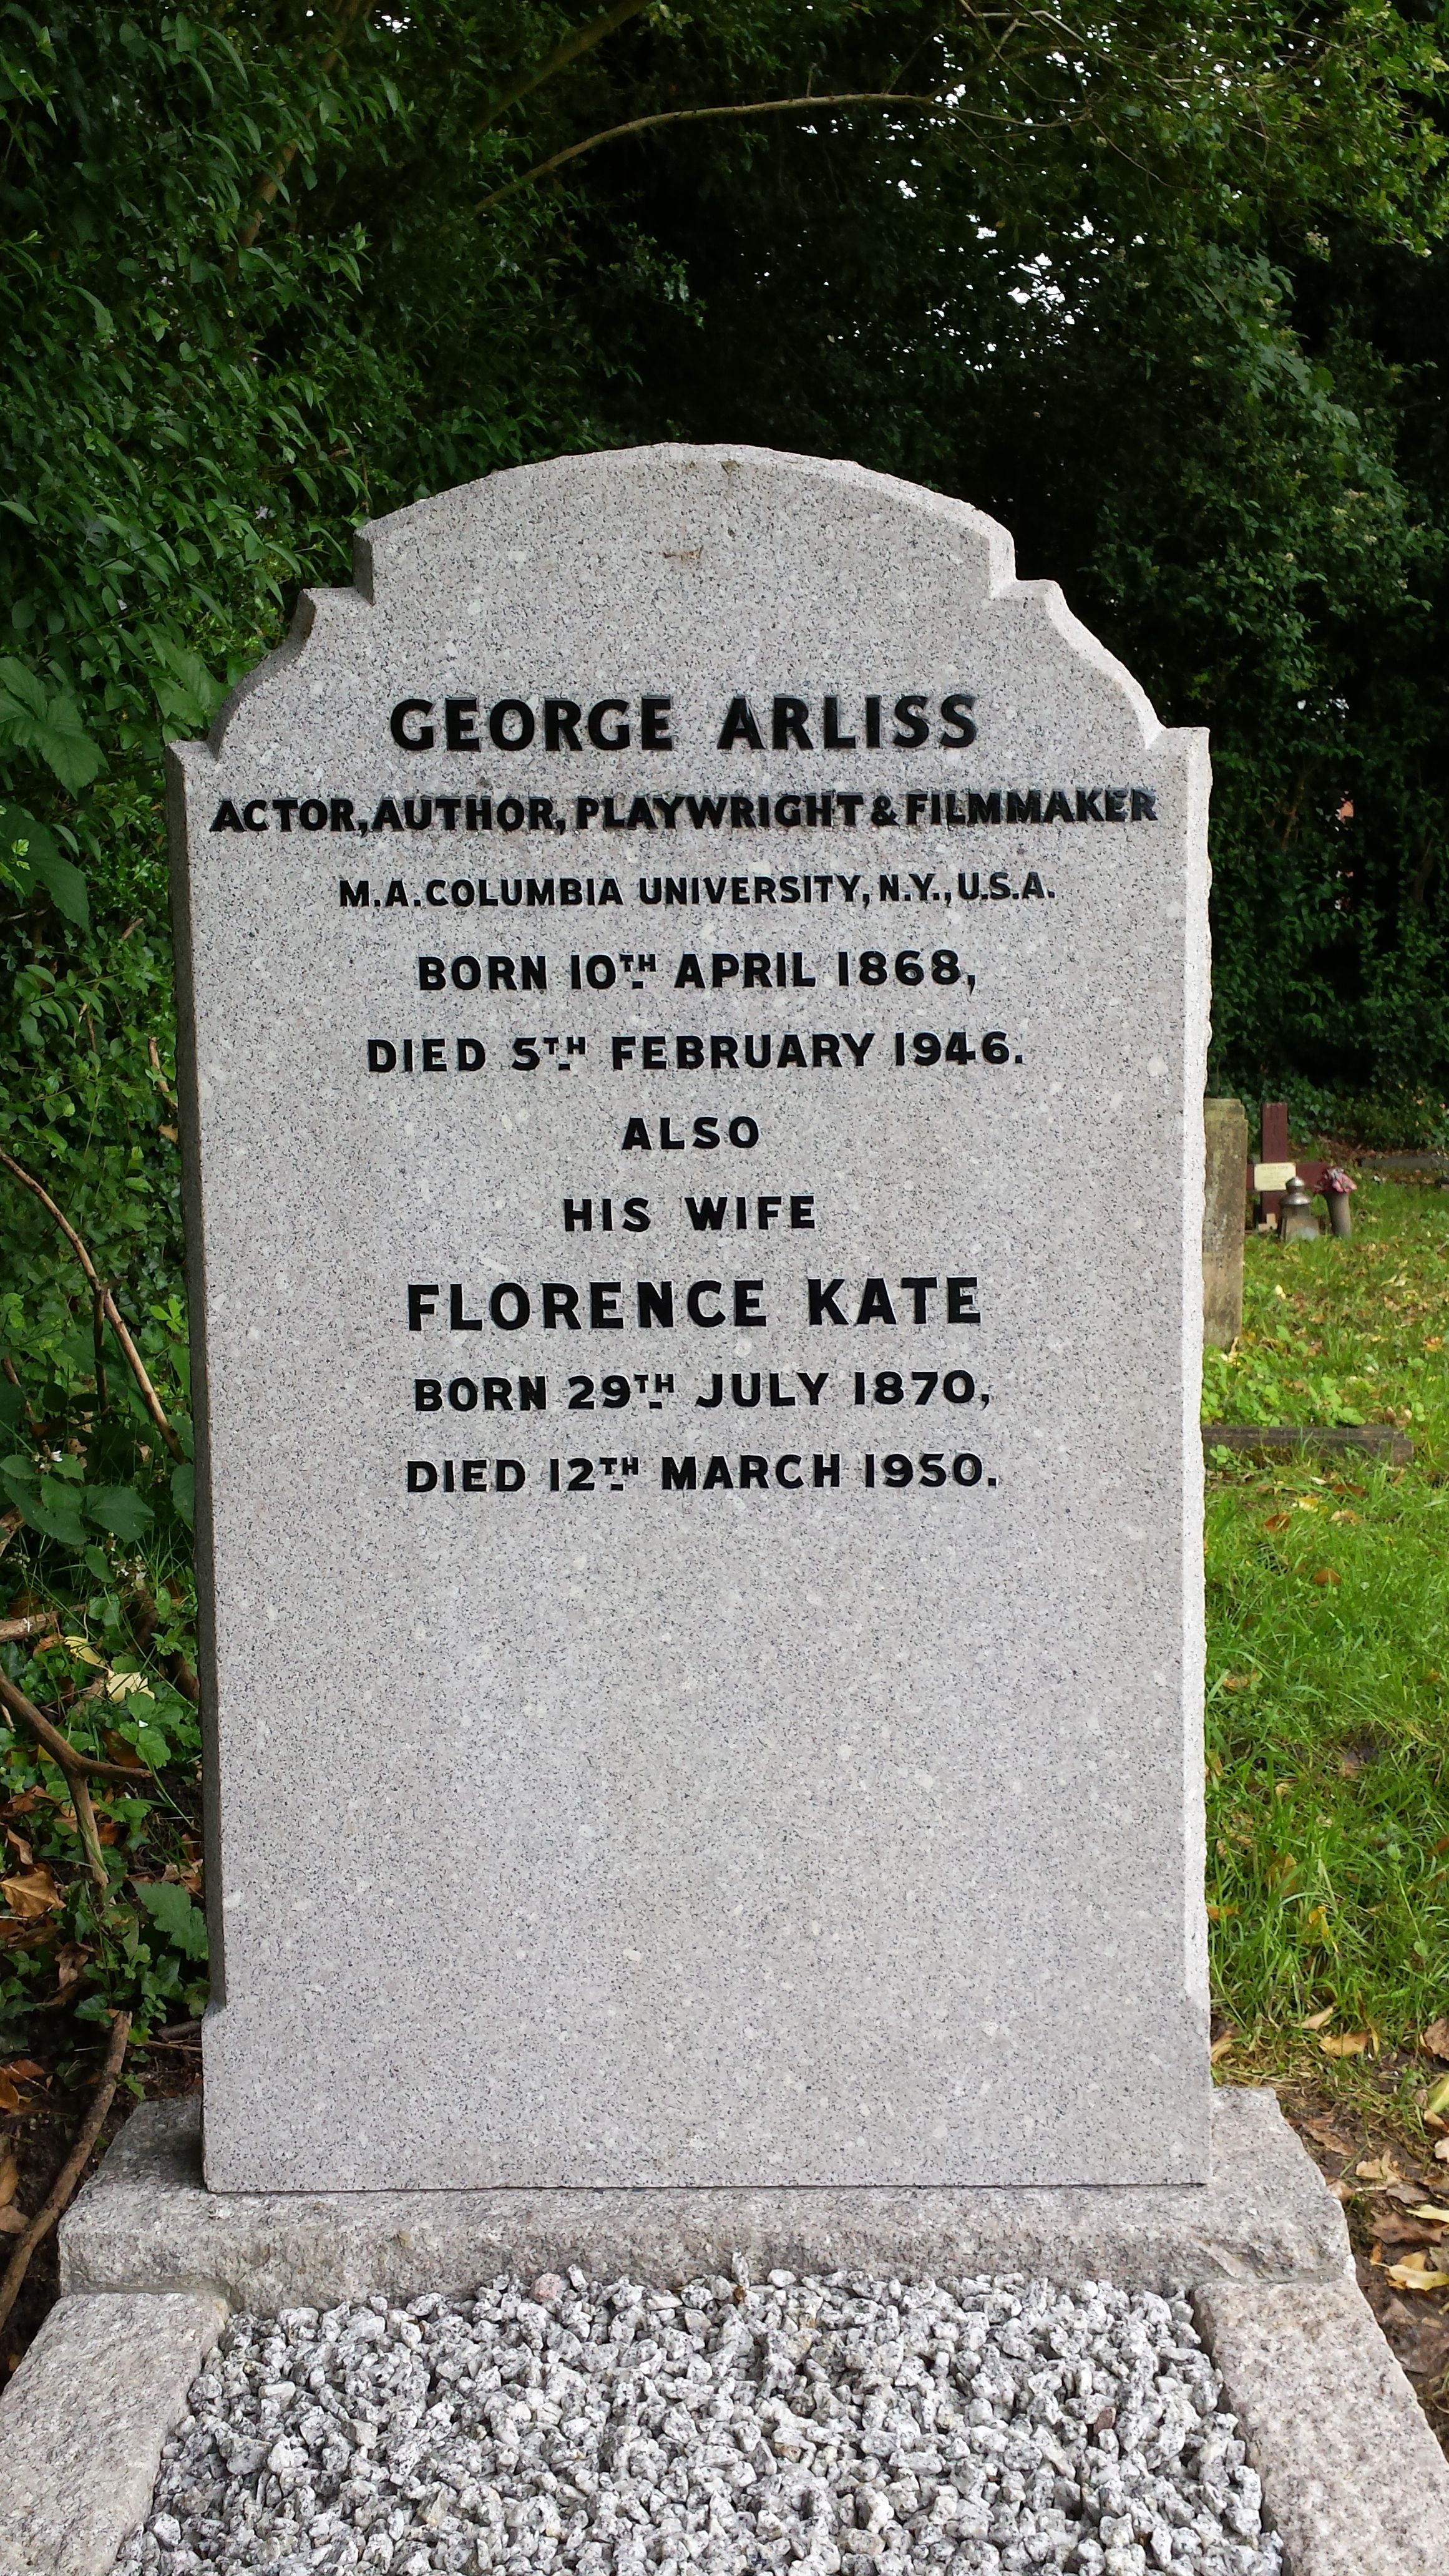 GEORGE ARLISS
ACTOR, AUTHOR, PLAYWRIGHT & FILMMAKER
M.A. COLUMBIA UNIVERSITY, N.Y., U.S.A.
BORN 10TH APRIL 1868,
DIED 5TH FEBRUARY 1946.
ALSO
HIS WIFE
FLORENCE KATE
BORN 29TH JULY 1870,
DIED 12TH MARCH 1950.